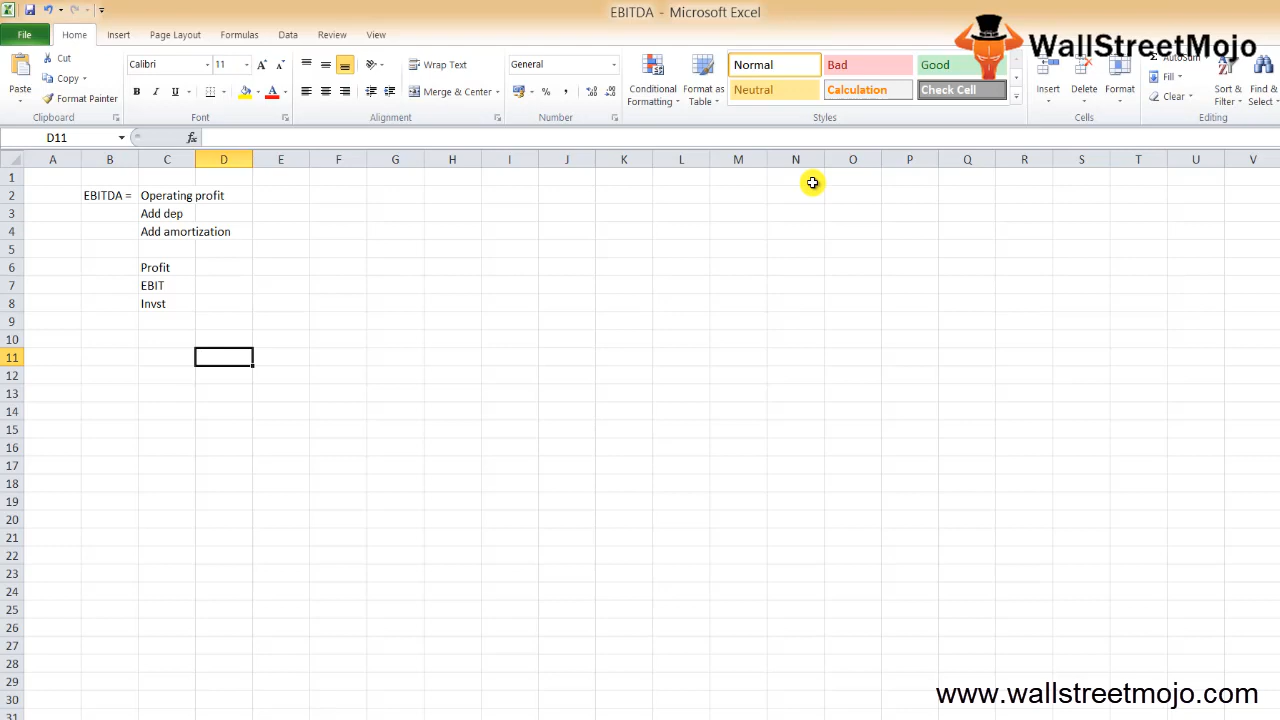 EBITDA - Microsoft Excel
File Home Insert Page Layout Formulas Data Review View
WallStreetMojo
Paste
Cut
Copy
Format Painter
Clipboard
Calibri 11
B I U
A A
Font
Wrap Text
Merge & Center
Alignment
General
$ % ,
Number
Conditional Formatting
Format as Table
Normal Bad Good
Neutral Calculation Check Cell
Styles
Insert Delete Format
Cells
AutoSum
Fill
Clear
Sort & Filter
Find & Select
Editing
D11 fx
A B C D E F G H I J K L M N O P Q R S T U V
1
2 EBITDA = Operating profit
3 Add dep
4 Add amortization
5
6 Profit
7 EBIT
8 Invst
9
10
11
12
13
14
15
16
17
18
19
20
21
22
23
24
25
26
27
28
29
30
31
www.wallstreetmojo.com